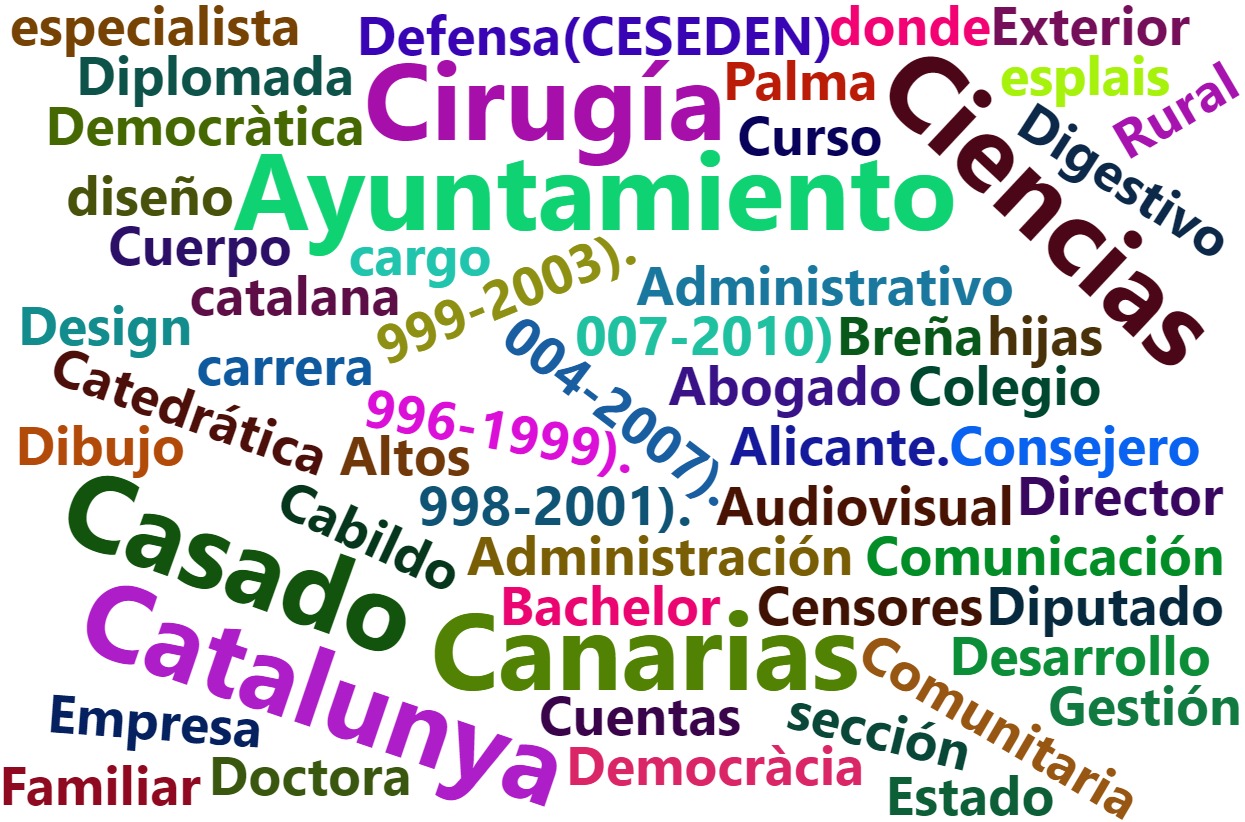 especialista
Defensa
(CESEDEN)
donde
Exterior
Diplomada
Cirugía
Palma
Ciencias
esplais
Rural
Democràtica
Curso
Digestivo
diseño
Ayuntamiento
Cuerpo
cargo
999-2003).
Administrativo
catalana
Design
004-2007).
007-2010)
Breña
hijas
Catedrática
carrera
Abogado
Colegio
996-1999).
Dibujo
Altos
Alicante.
Consejero
Casado
Cabildo
998-2001).
Audiovisual
Director
Administración
Comunicación
Catalunya
Bachelor
Censores
Diputado
Canarias
Comunitaria
Desarrollo
Empresa
Cuentas
sección
Gestión
Familiar
Doctora
Democràcia
Estado